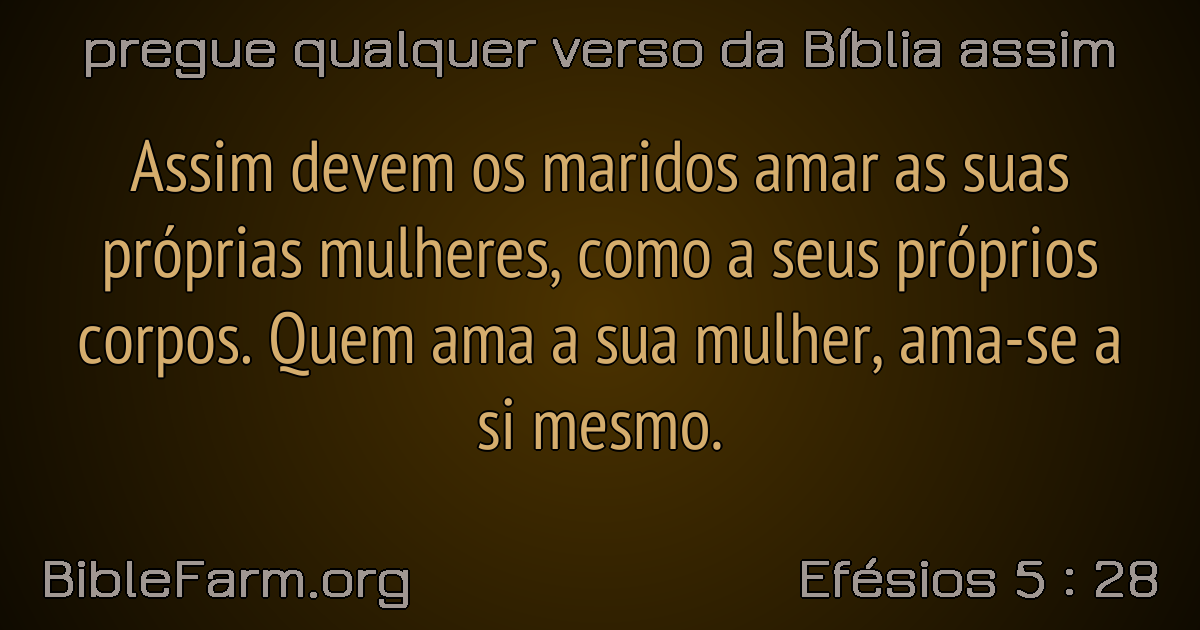 pregue qualquer verso da Bíblia assim
Assim devem os maridos amar as suas
próprias mulheres, como a seus próprios
corpos. Quem ama a sua mulher, ama-se a
si mesmo.
BibleFarm.org
Efésios 5 : 28